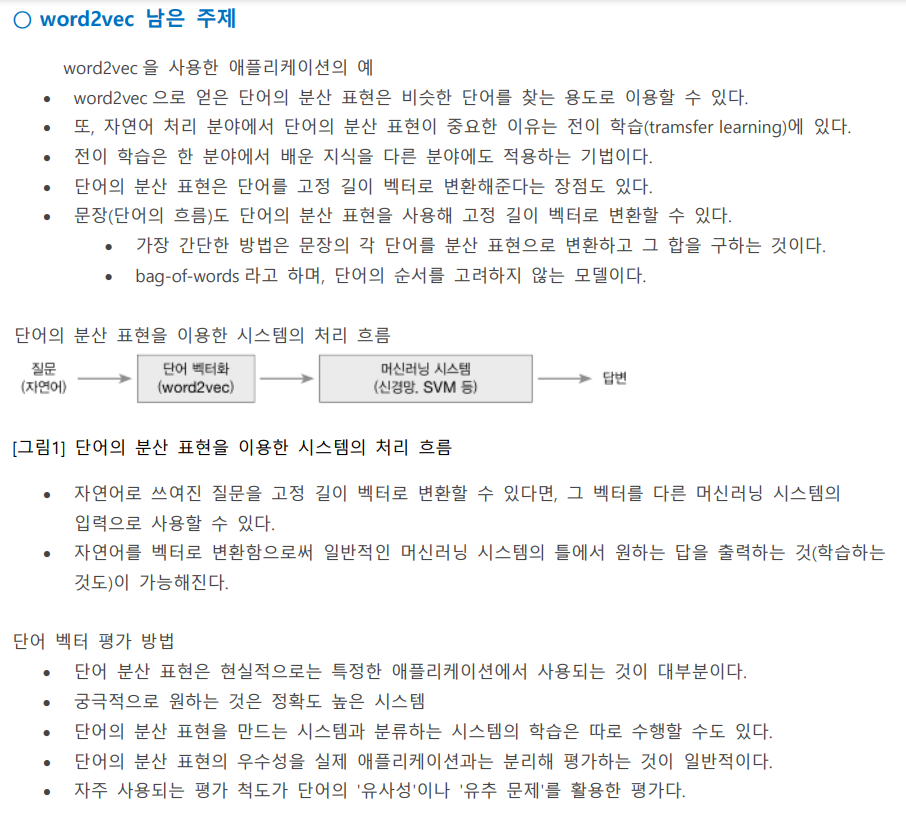 ○ word2vec 남은 주제
word2vec 을 사용한 애플리케이션의 예
• word2vec 으로 얻은 단어의 분산 표현은 비슷한 단어를 찾는 용도로 이용할 수 있다.
• 또, 자연어 처리 분야에서 단어의 분산 표현이 중요한 이유는 전이 학습(tramsfer learning)에 있다.
• 전이 학습은 한 분야에서 배운 지식을 다른 분야에도 적용하는 기법이다.
• 단어의 분산 표현은 단어를 고정 길이 벡터로 변환해준다는 장점도 있다.
• 문장(단어의 흐름)도 단어의 분산 표현을 사용해 고정 길이 벡터로 변환할 수 있다.
• 가장 간단한 방법은 문장의 각 단어를 분산 표현으로 변환하고 그 합을 구하는 것이다.
• bag-of-words 라고 하며, 단어의 순서를 고려하지 않는 모델이다.
단어의 분산 표현을 이용한 시스템의 처리 흐름
질문
(자연어)
단어 벡터화
(word2vec)
머신러닝 시스템
(신경망, SVM 등)
답변
[그림1] 단어의 분산 표현을 이용한 시스템의 처리 흐름
• 자연어로 쓰여진 질문을 고정 길이 벡터로 변환할 수 있다면, 그 벡터를 다른 머신러닝 시스템의
입력으로 사용할 수 있다.
• 자연어를 벡터로 변환함으로써 일반적인 머신러닝 시스템의 틀에서 원하는 답을 출력하는 것(학습하는
것도)이 가능해진다.
단어 벡터 평가 방법
• 단어 분산 표현은 현실적으로는 특정한 애플리케이션에서 사용되는 것이 대부분이다.
• 궁극적으로 원하는 것은 정확도 높은 시스템
• 단어의 분산 표현을 만드는 시스템과 분류하는 시스템의 학습은 따로 수행할 수도 있다.
• 단어의 분산 표현의 우수성을 실제 애플리케이션과는 분리해 평가하는 것이 일반적이다.
• 자주 사용되는 평가 척도가 단어의 '유사성'이나 '유추 문제'를 활용한 평가다.